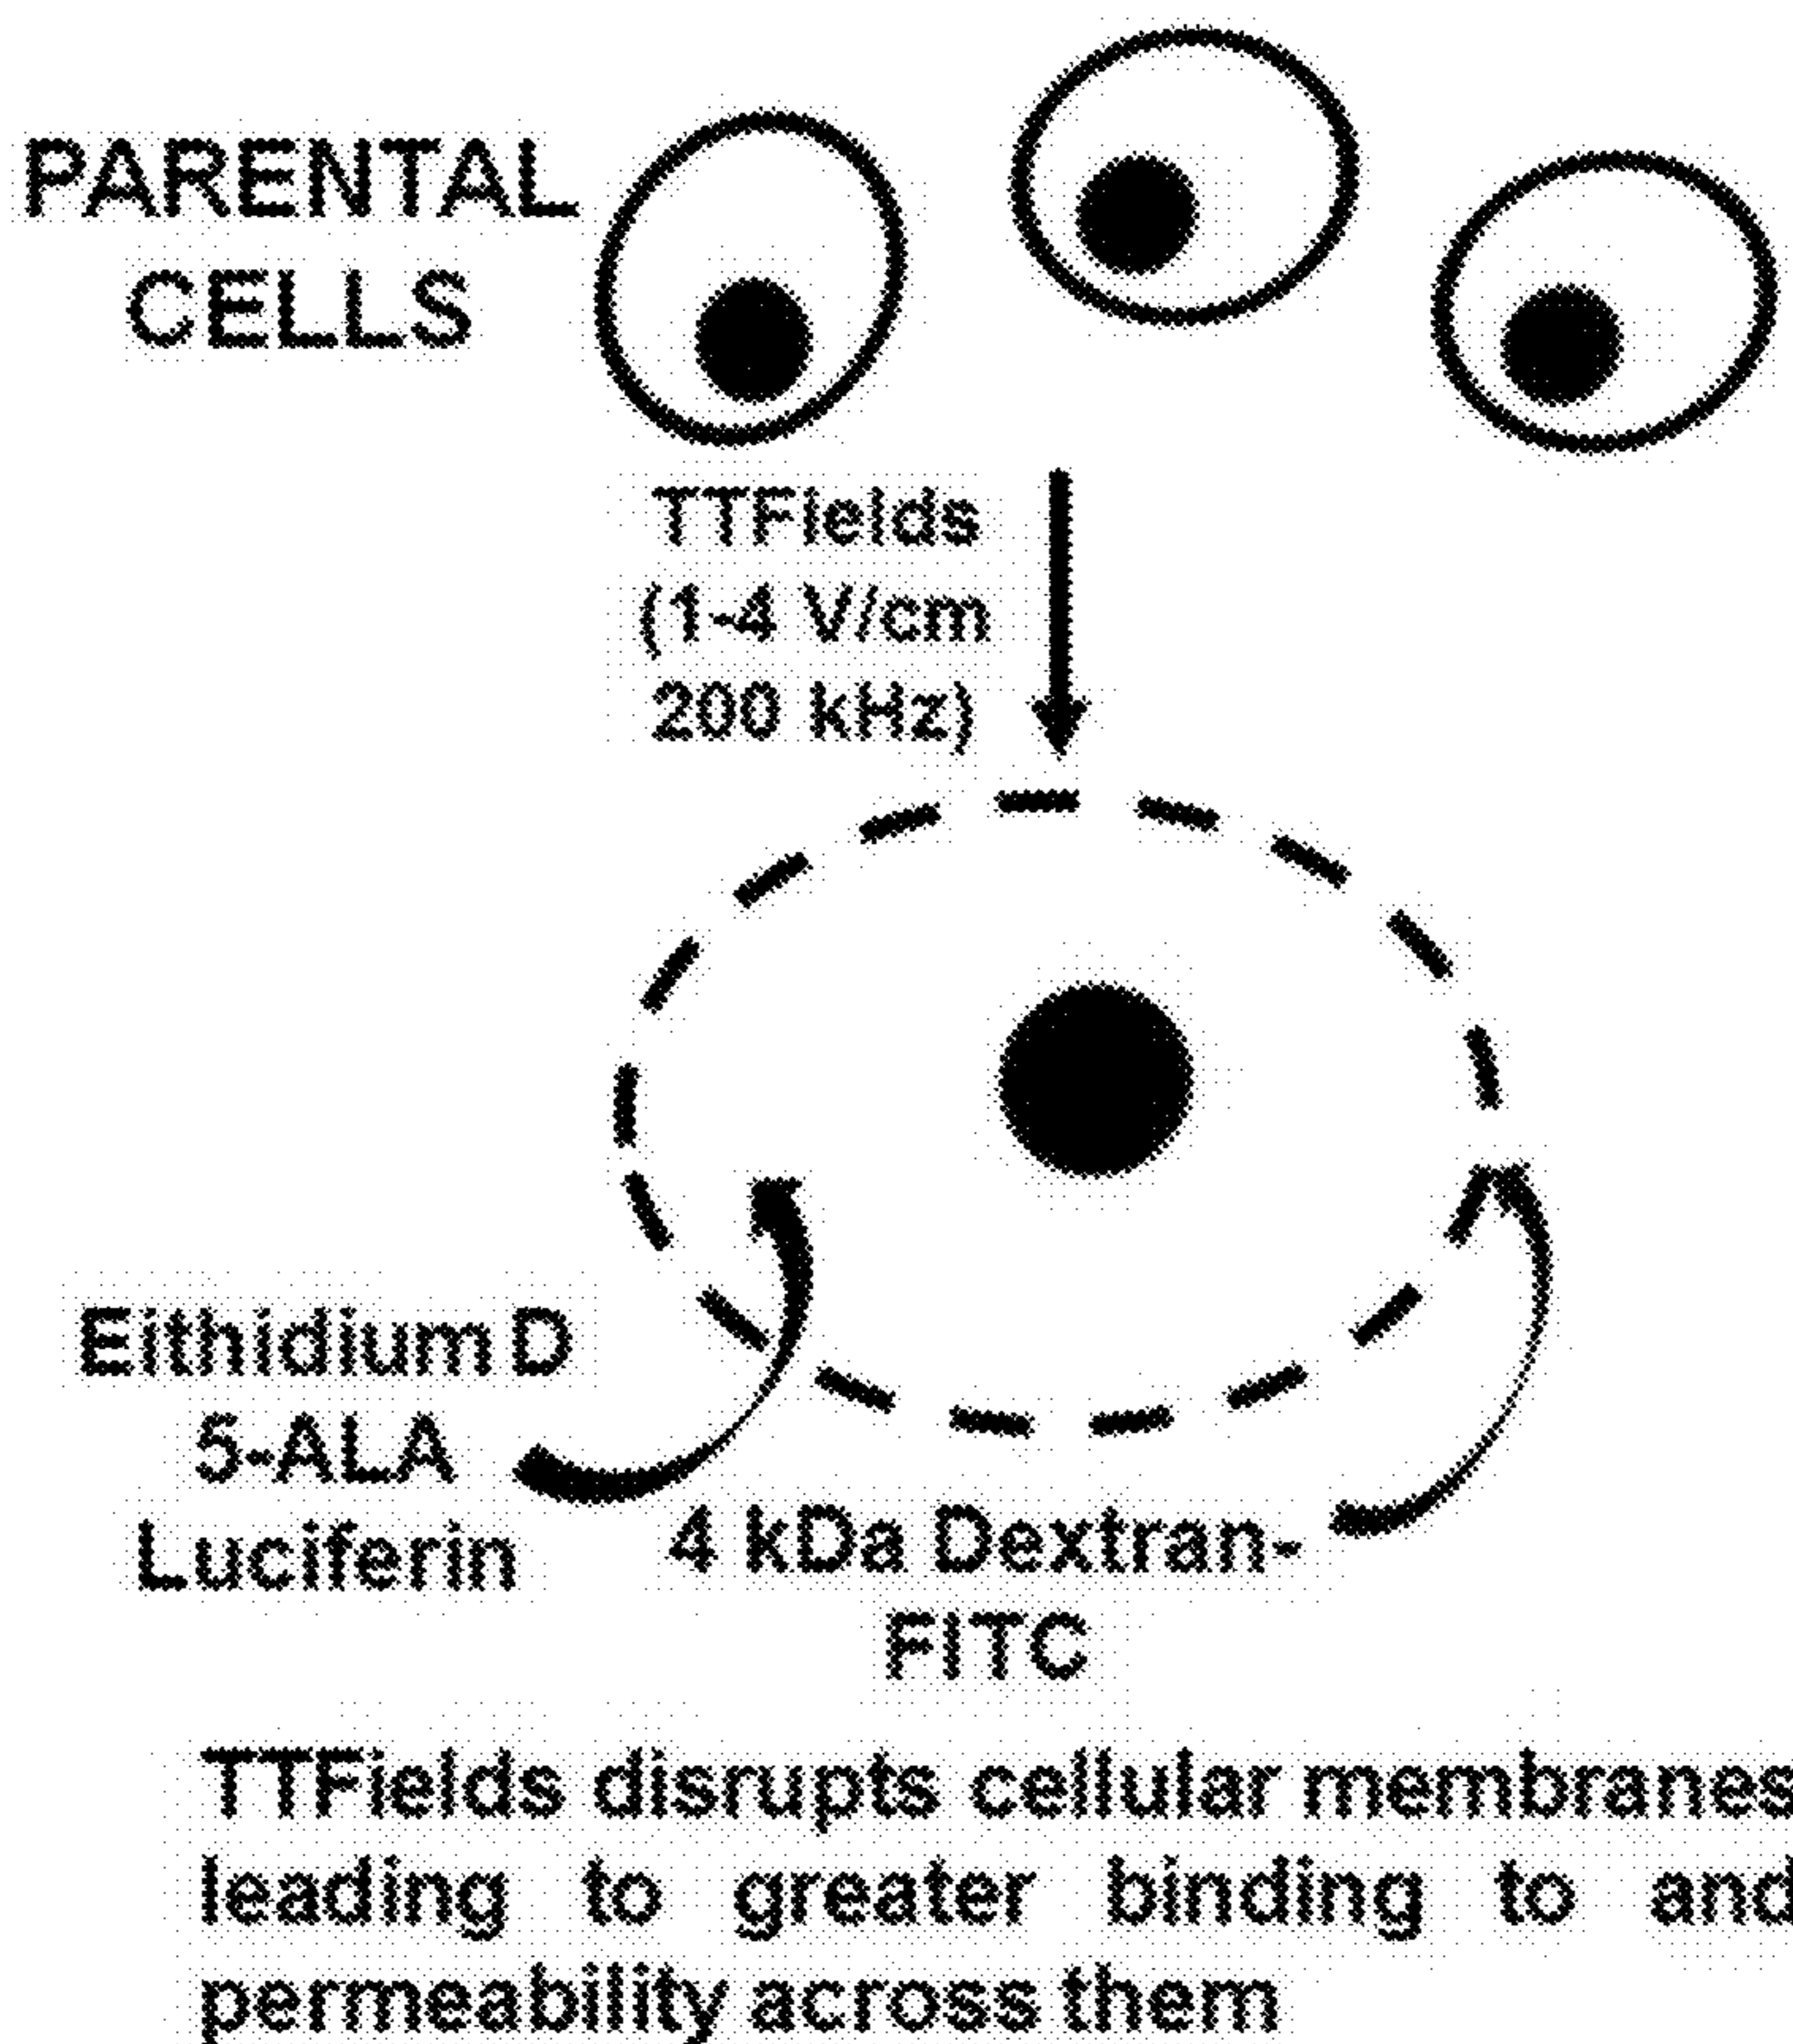 PARENTAL
CELLS
TTFields
(1-4 V/cm
200 kHz)
Eithidium D
5-ALA
Luciferin
4 kDa Dextran-
FITC
TTFields disrupts cellular membranes
leading to greater binding to and
permeability across them